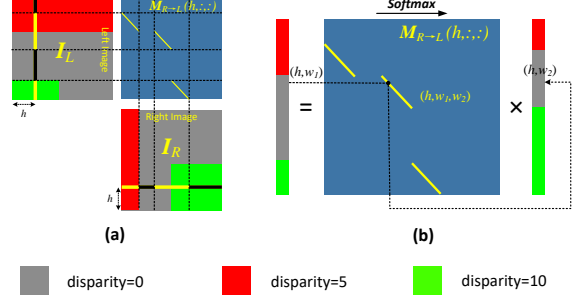 Softmax
M_{R→L}(h,:,:)
M_{R→L}(h,:,:)
I_L
Left Image
(h,w_1)
=
(h,w_1,w_2)
×
(h,w_2)
h
Right Image
I_R
h
(a)
(b)
disparity=0
disparity=5
disparity=10